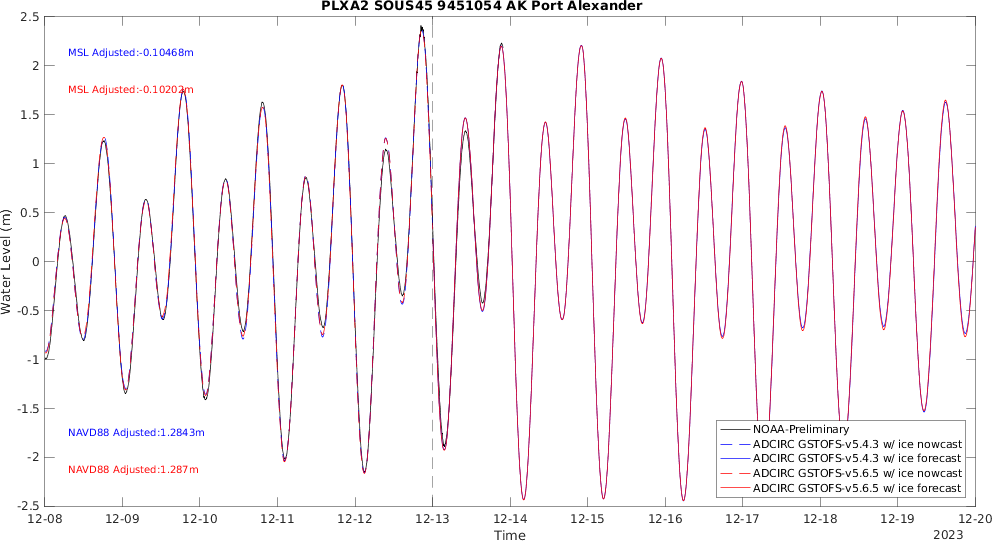 PLXA2 SOUS45 9451054 AK Port Alexander
2.5
2
1.5
1
0.5
0
-0.5
-1
-1.5
-2
-2.5
Water Level (m)
MSL Adjusted:-0.10468m
MSL Adjusted:-0.10202m
NAVD88 Adjusted:1.2843m
NAVD88 Adjusted:1.287m
NOAA-Preliminary
ADCIRC GSTOFS-v5.4.3 w/ ice nowcast
ADCIRC GSTOFS-v5.4.3 w/ ice forecast
ADCIRC GSTOFS-v5.6.5 w/ ice nowcast
ADCIRC GSTOFS-v5.6.5 w/ ice forecast
12-08 12-09 12-10 12-11 12-12 12-13 12-14 12-15 12-16 12-17 12-18 12-19 12-20
Time
2023